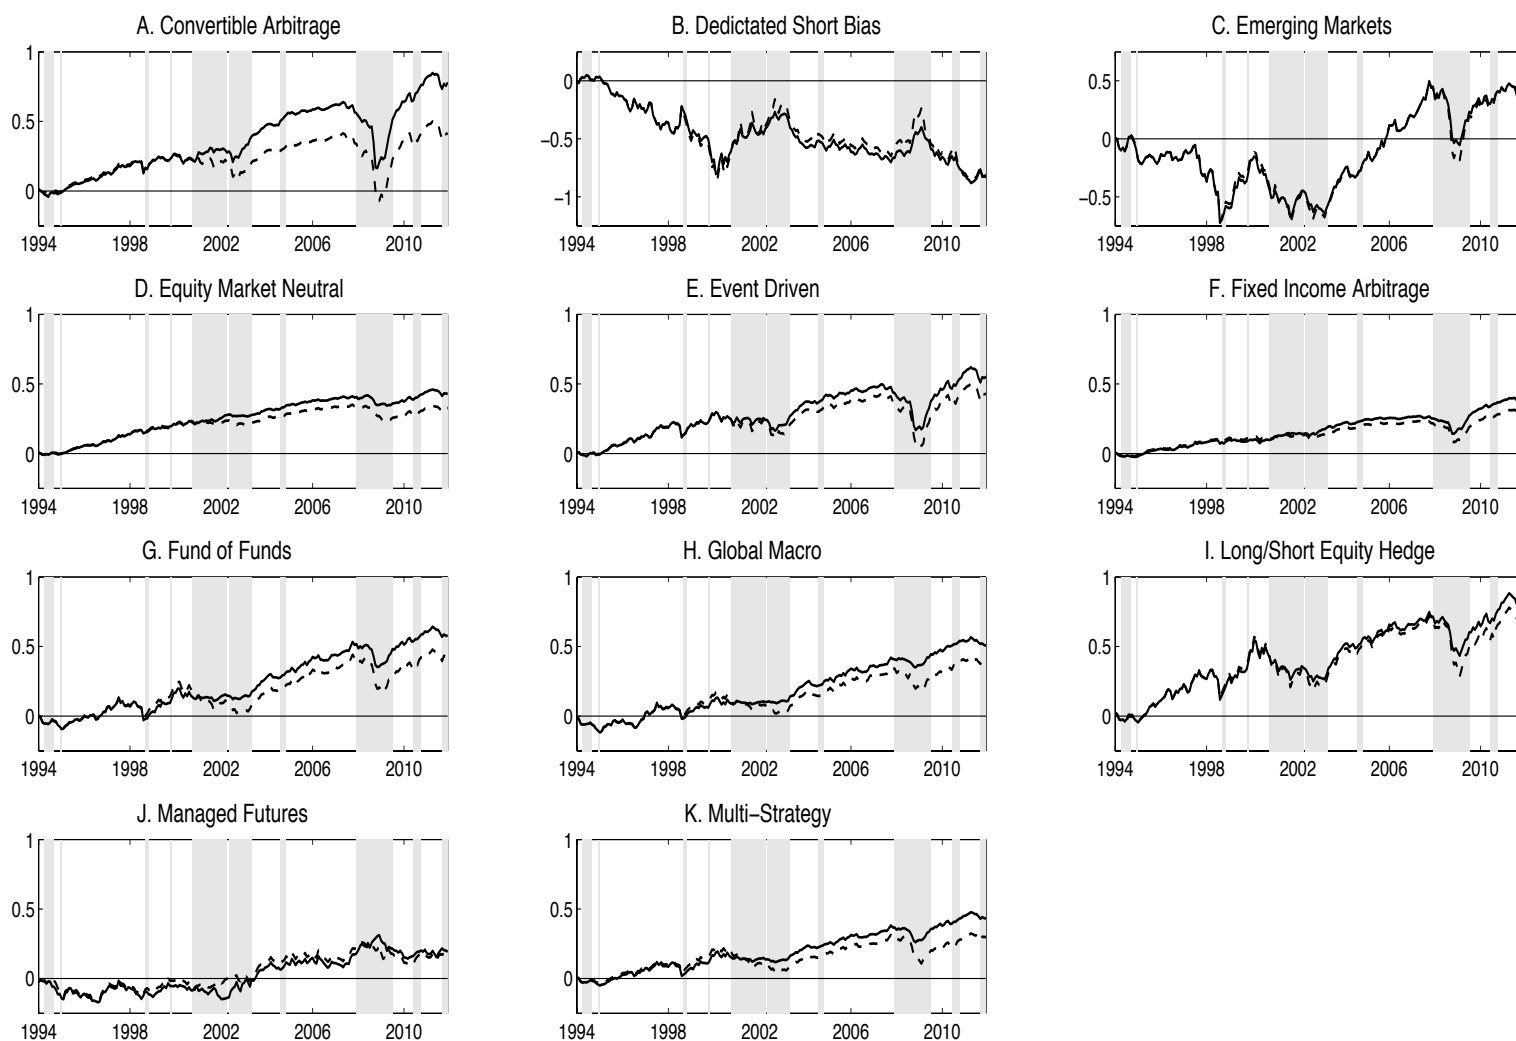 A. Convertible Arbitrage
1
0.5
0
1994 1998 2002 2006 2010
B. Dedictated Short Bias
0
−0.5
−1
1994 1998 2002 2006 2010
C. Emerging Markets
0.5
0
−0.5
1994 1998 2002 2006 2010
D. Equity Market Neutral
1
0.5
0
1994 1998 2002 2006 2010
E. Event Driven
1
0.5
0
1994 1998 2002 2006 2010
F. Fixed Income Arbitrage
1
0.5
0
1994 1998 2002 2006 2010
G. Fund of Funds
1
0.5
0
1994 1998 2002 2006 2010
H. Global Macro
1
0.5
0
1994 1998 2002 2006 2010
I. Long/Short Equity Hedge
1
0.5
0
1994 1998 2002 2006 2010
J. Managed Futures
1
0.5
0
1994 1998 2002 2006 2010
K. Multi−Strategy
1
0.5
0
1994 1998 2002 2006 2010